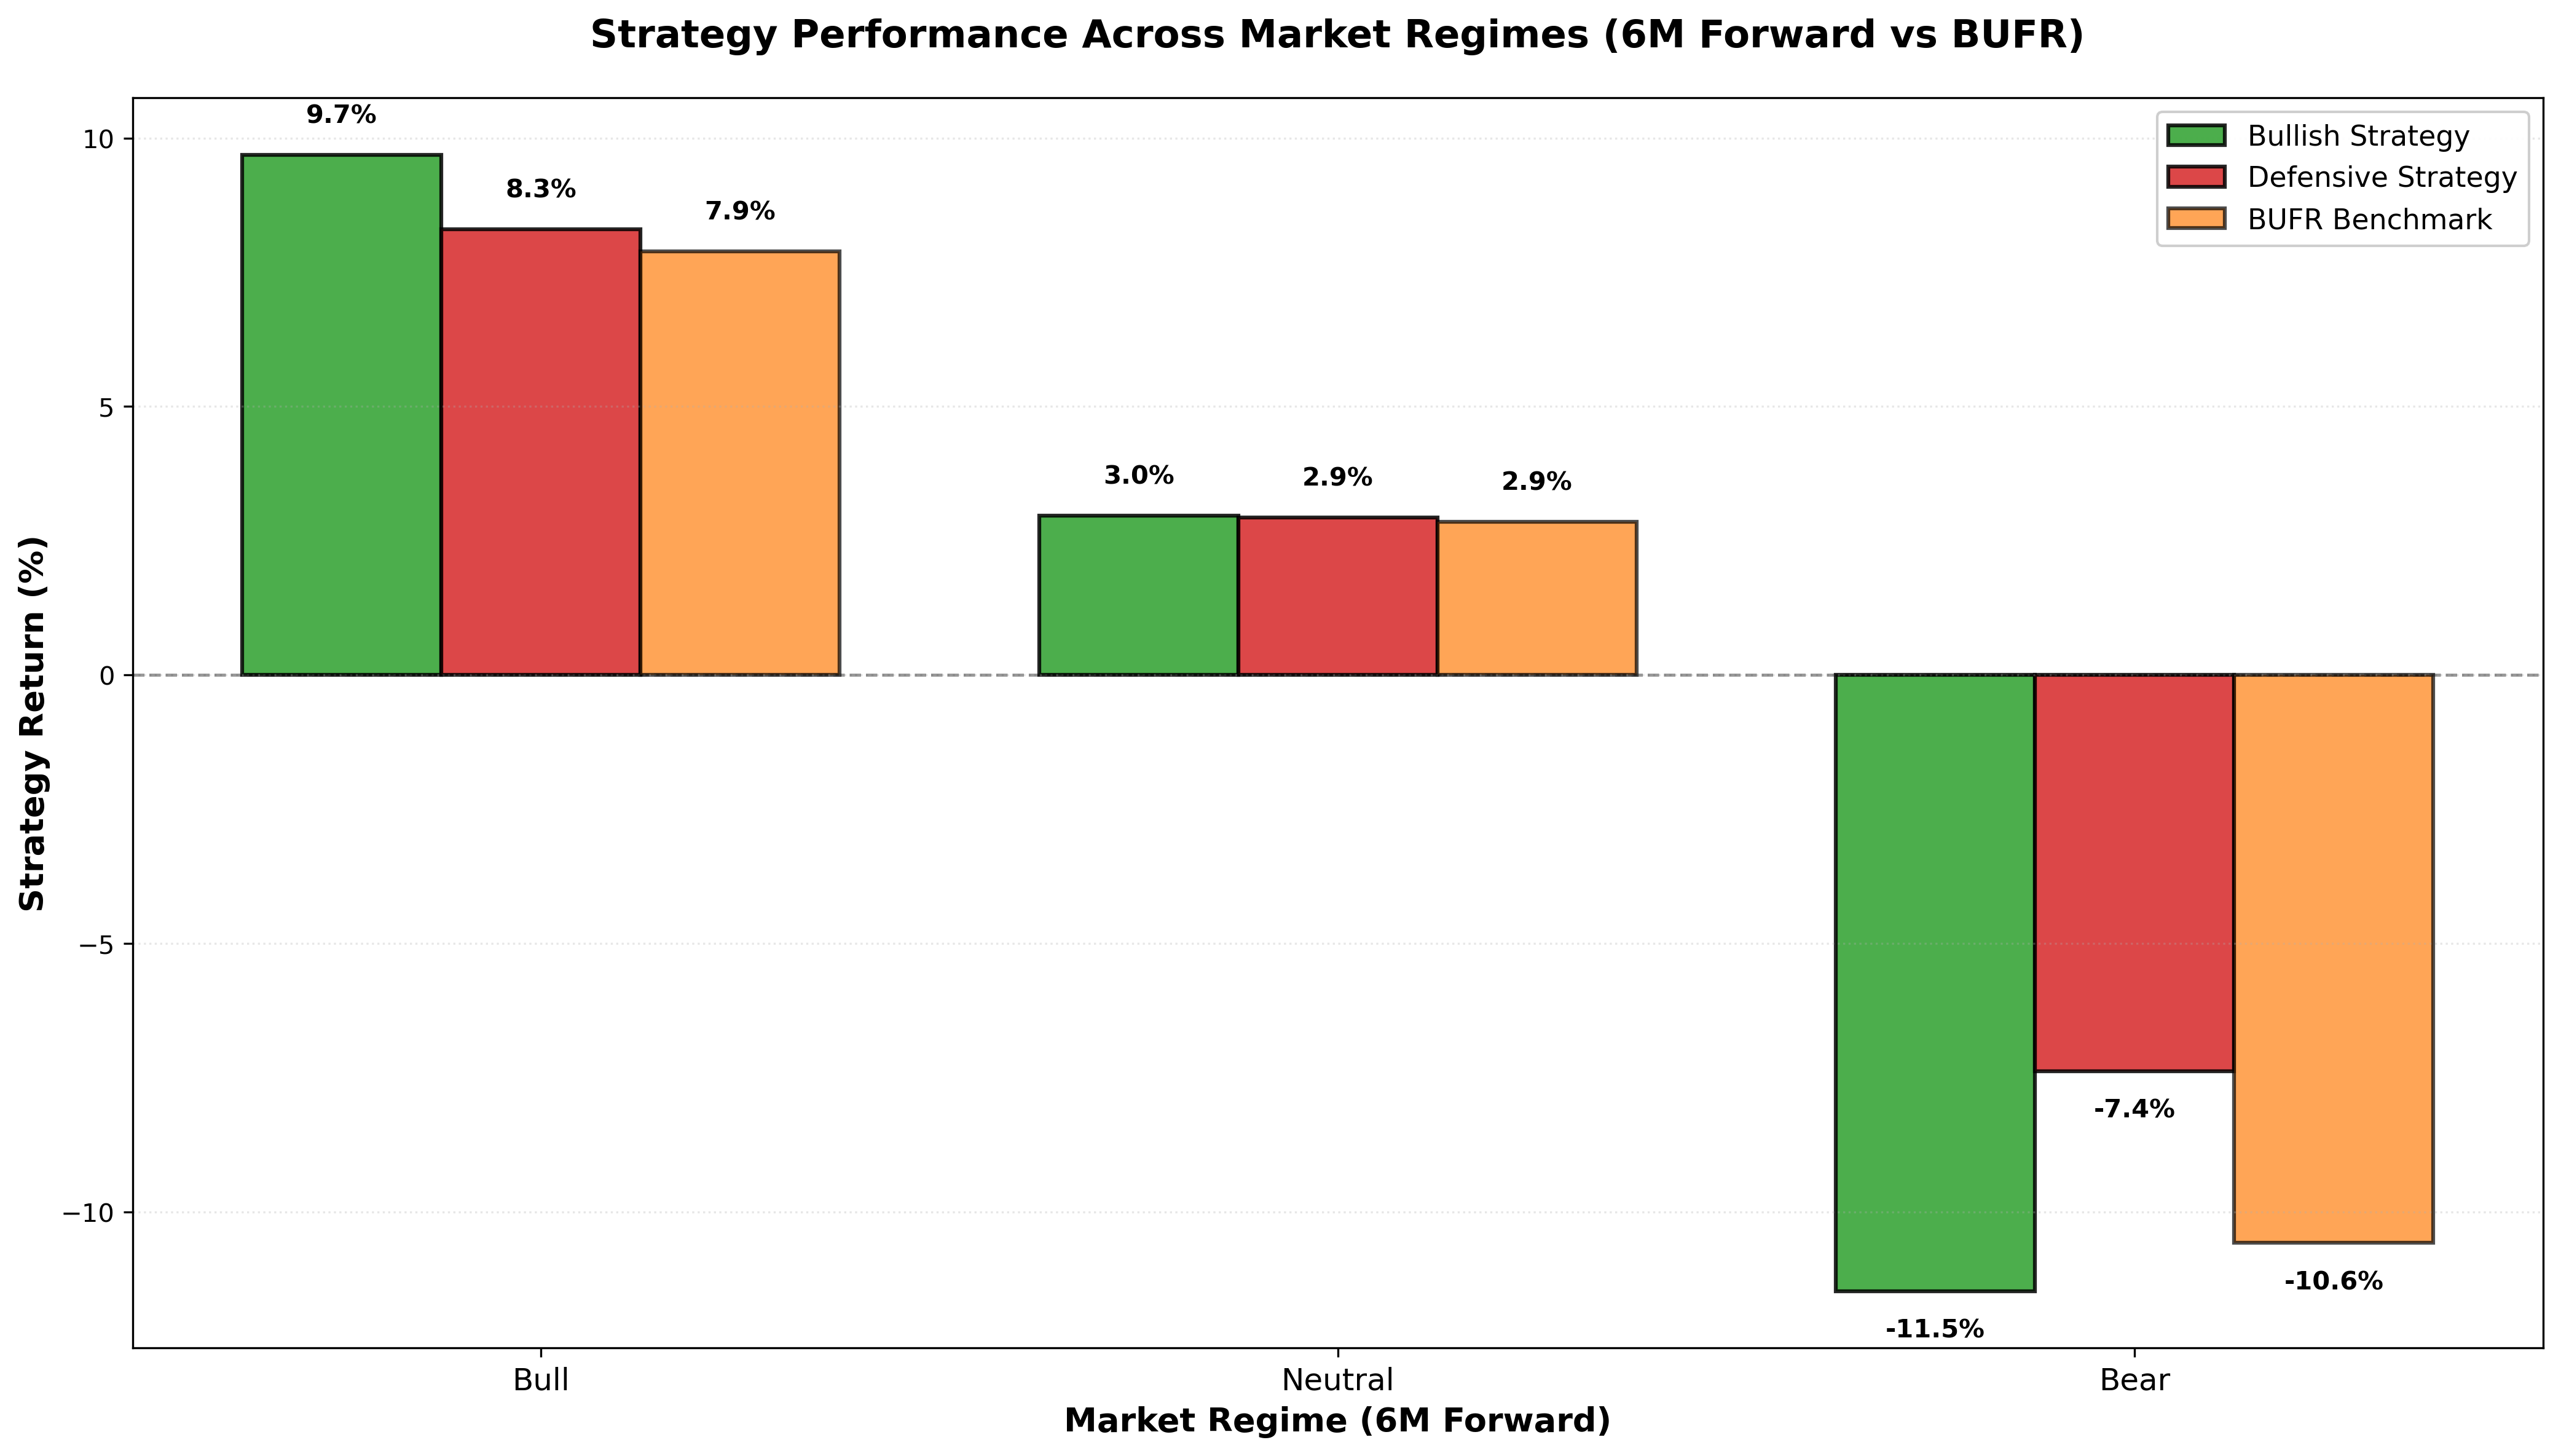 Strategy Performance Across Market Regimes (6M Forward vs BUFR)
Bullish Strategy
Defensive Strategy
BUFR Benchmark
Strategy Return (%)
10
5
0
−5
−10
9.7%
8.3%
7.9%
3.0%
2.9%
2.9%
-11.5%
-7.4%
-10.6%
Bull
Neutral
Bear
Market Regime (6M Forward)